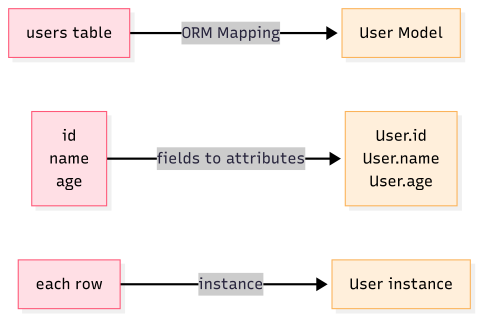 users table
ORM Mapping
User Model
id
name
age
fields to attributes
User.id
User.name
User.age
each row
instance
User instance